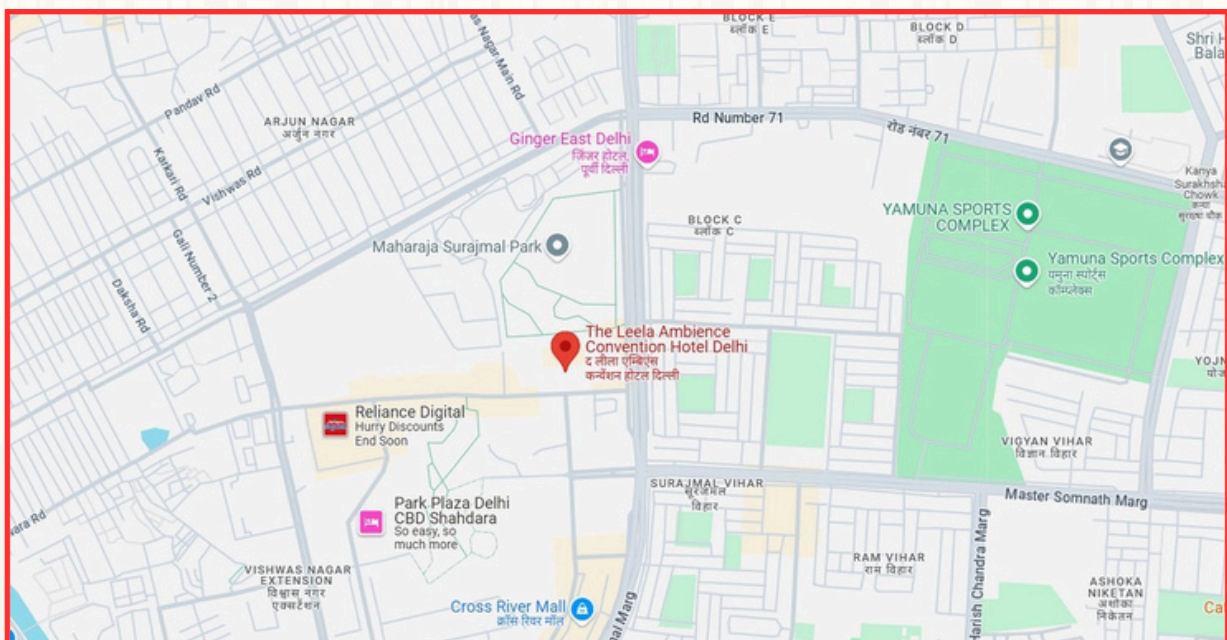 BLOCK E
ब्लॉक E
BLOCK D
ब्लॉक D
Nagar Main Rd
Pandav Rd
ARJUN NAGAR
अर्जुन नगर
Rd Number 71
रोड नंबर 71
Ginger East Delhi
जिंजर होटल,
पूर्वी दिल्ली
Karkari Rd
Vishwas Rd
Kanya
Chowk
कन्या
YAMUNA SPORTS
COMPLEX
BLOCK C
ब्लॉक C
Gali Number 2
Maharaja Surajmal Park
Yamuna Sports Complex
यमुना स्पोर्ट्स
कॉम्प्लेक्स
Daksha Rd
The Leela Ambience
Convention Hotel Delhi
द लीला एम्बिएंस
कन्वेंशन होटल दिल्ली
Reliance Digital
Hurry Discounts
End Soon
VIGYAN VIHAR
विज्ञान विहार
SURAJMAL VIHAR
सूरजमल
विहार
Master Somnath Marg
Park Plaza Delhi
CBD Shahdara
So easy, so
much more
Harish Chandra Marg
RAM VIHAR
राम विहार
VISHWAS NAGAR
EXTENSION
विश्वास नगर
एक्सटेंशन
ASHOKA
NIKETAN
अशोका
निकेतन
Cross River Mall
क्रॉस रिवर मॉल